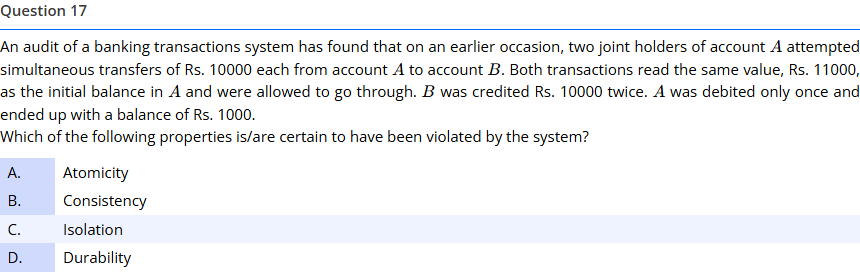 Question 17
An audit of a banking transactions system has found that on an earlier occasion, two joint holders of account A attempted
simultaneous transfers of Rs. 10000 each from account A to account B. Both transactions read the same value, Rs. 11000,
as the initial balance in A and were allowed to go through. B was credited Rs. 10000 twice. A was debited only once and
ended up with a balance of Rs. 1000.
Which of the following properties is/are certain to have been violated by the system?
A. Atomicity
B. Consistency
C. Isolation
D. Durability